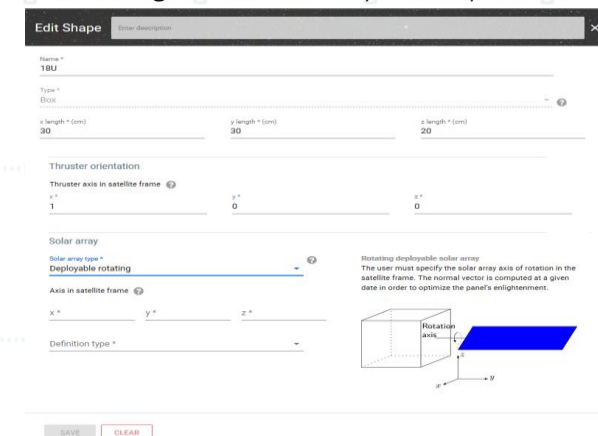 Edit Shape
Enter description
×
Name *
18U
Type *
Box
x length * (cm)
y length * (cm)
z length * (cm)
30
30
20
Thruster orientation
Thruster axis in satellite frame
x *
y *
z *
1
0
0
Solar array
Solar array type *
Deployable rotating
Axis in satellite frame
x *
y *
z *
Definition type *
Rotating deployable solar array
The user must specify the solar array axis of rotation in the
satellite frame. The normal vector is computed at a given
date in order to optimize the panel's enlightenment.
Rotation
axis
z
y
x
SAVE
CLEAR